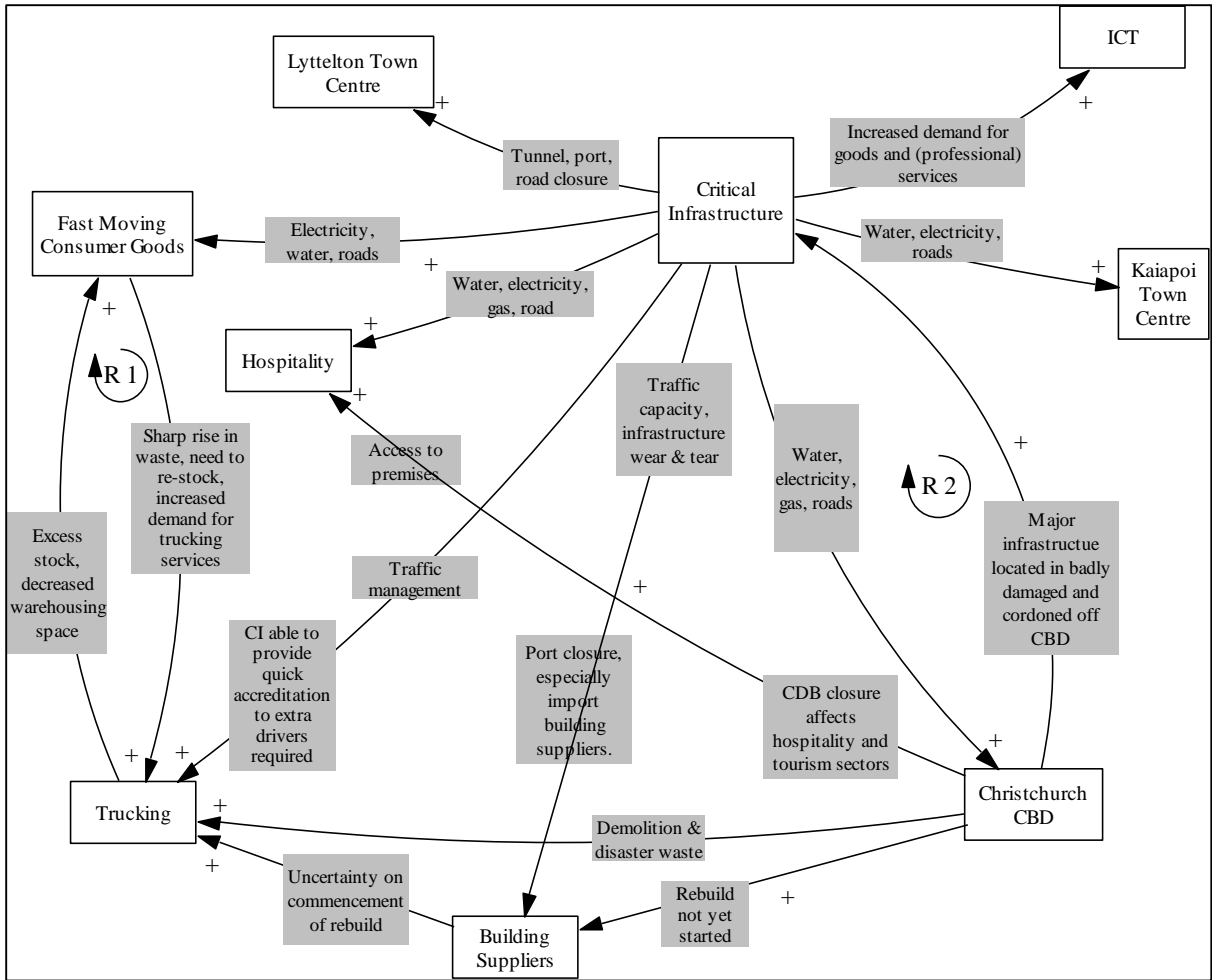 ICT
Lyttelton Town
Centre
+
+
Increased demand for
goods and (professional)
services
Tunnel, port,
road closure
Critical
Infrastructure
Fast Moving
Consumer Goods
Electricity,
water, roads
+
Water, electricity,
roads
+
Kaiapoi
Town
Centre
Water, electricity,
gas, road
+
+
Hospitality
R 1
+
Traffic
capacity,
infrastructure
wear & tear
Sharp rise in
waste, need to
re-stock,
increased
demand for
trucking
services
Access to
premises
Water,
electricity,
gas, roads
+
R 2
Excess
stock,
decreased
warehousing
space
Major
infrastructue
located in badly
damaged and
cordoned off
CBD
Traffic
management
+
CI able to
provide
quick
accreditation
to extra
drivers
required
Port closure,
especially
import
building
suppliers.
CDB closure
affects
hospitality and
tourism sectors
+
+
+
Trucking
Christchurch
CBD
+
Demolition &
disaster waste
+
Uncertainty on
commencement
of rebuild
Rebuild
not yet
started
+
Building
Suppliers